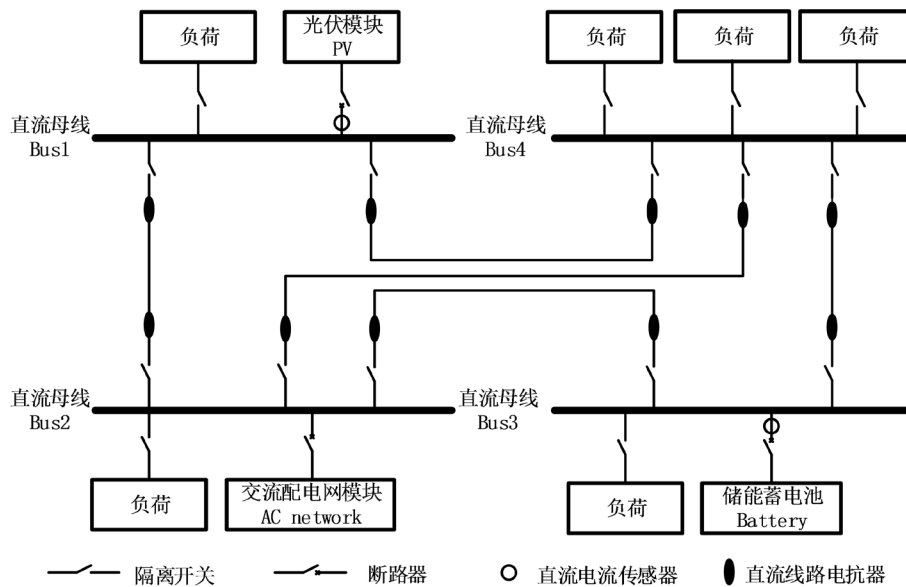 负荷
光伏模块
PV
负荷
负荷
负荷
直流母线
Bus1
直流母线
Bus4
直流母线
Bus2
直流母线
Bus3
负荷
交流配电网模块
AC network
负荷
储能蓄电池
Battery
隔离开关
断路器
直流电流传感器
直流线路电抗器